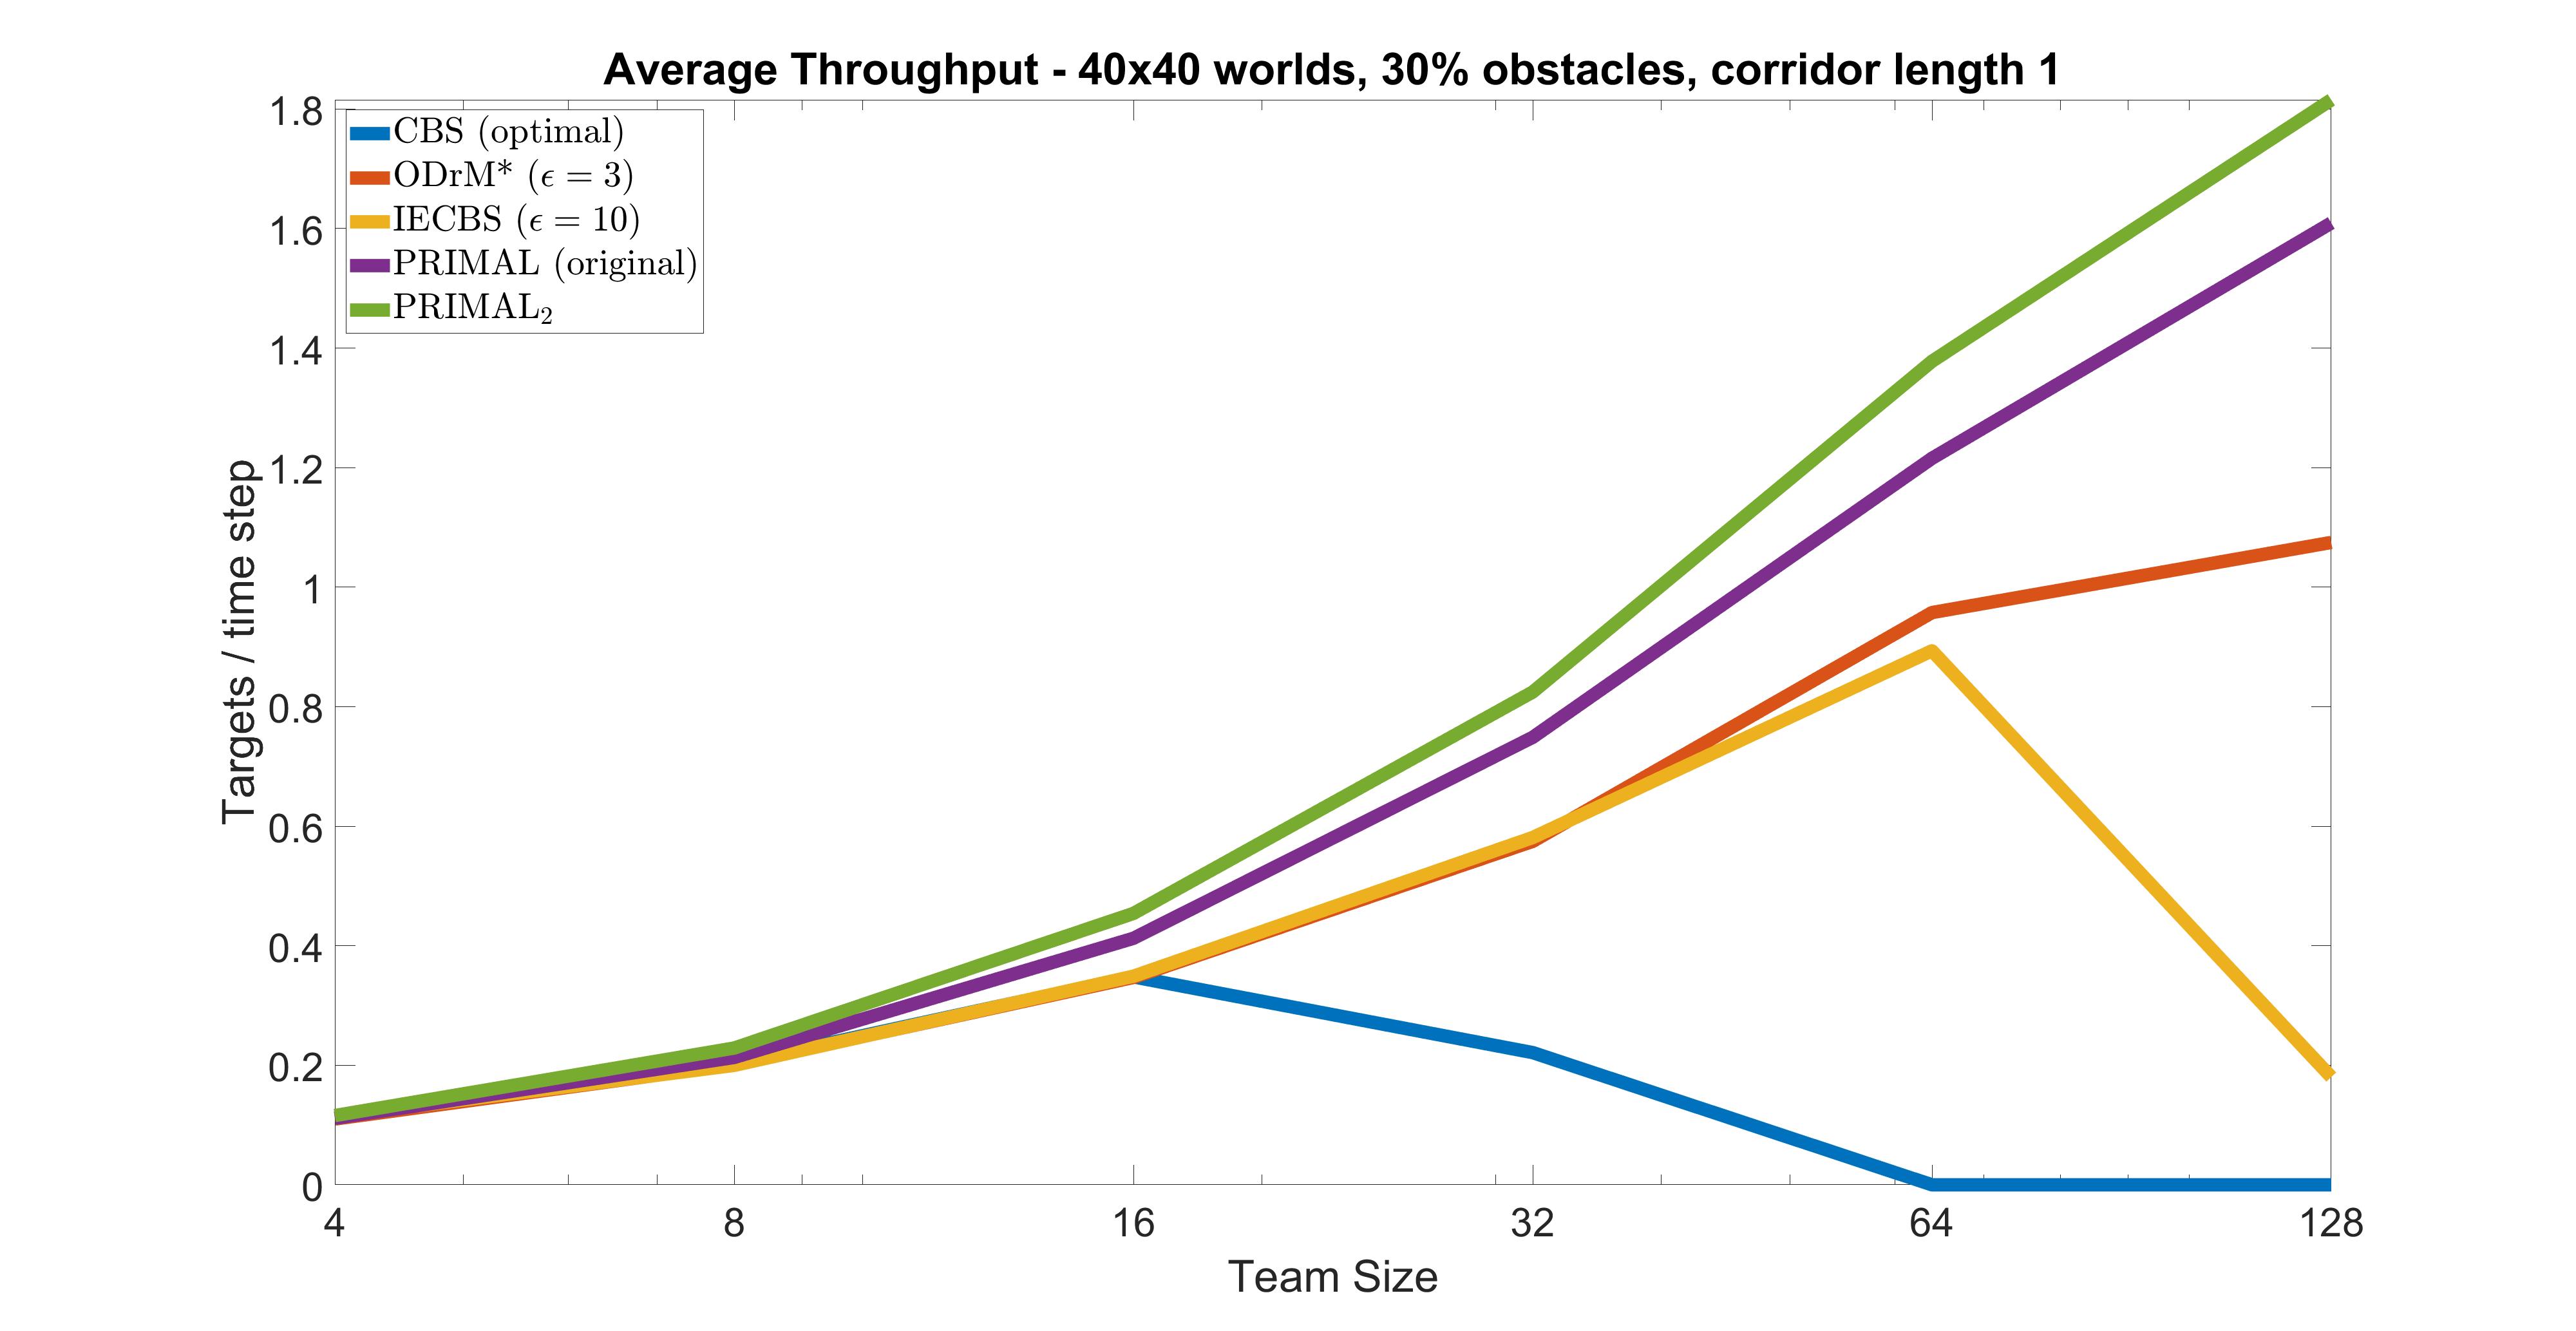 Average Throughput - 40x40 worlds, 30% obstacles, corridor length 1
CBS (optimal)
ODrM* (ϵ = 3)
IECBS (ϵ = 10)
PRIMAL (original)
PRIMAL₂
Targets / time step
1.8
1.6
1.4
1.2
1
0.8
0.6
0.4
0.2
0
4 8 16 32 64 128
Team Size